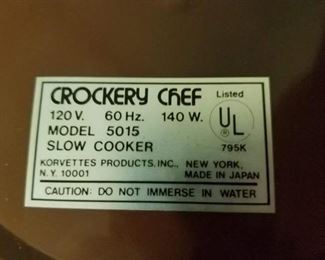 CROCKERY CHEF Listed
120 V. 60 Hz. 140 W.
MODEL 5015 UL
SLOW COOKER 795K
KORVETTES PRODUCTS, INC., NEW YORK,
N.Y. 10001 MADE IN JAPAN
CAUTION: DO NOT IMMERSE IN WATER